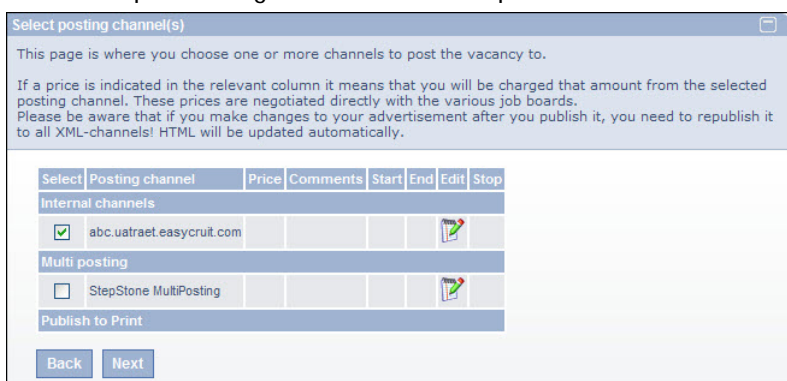 Select posting channel(s)
This page is where you choose one or more channels to post the vacancy to.
If a price is indicated in the relevant column it means that you will be charged that amount from the selected
posting channel. These prices are negotiated directly with the various job boards.
Please be aware that if you make changes to your advertisement after you publish it, you need to republish it
to all XML-channels! HTML will be updated automatically.
Select Posting channel Price Comments Start End Edit Stop
Internal channels
abc.uatraet.easycruit.com
Multi posting
StepStone MultiPosting
Publish to Print
Back Next